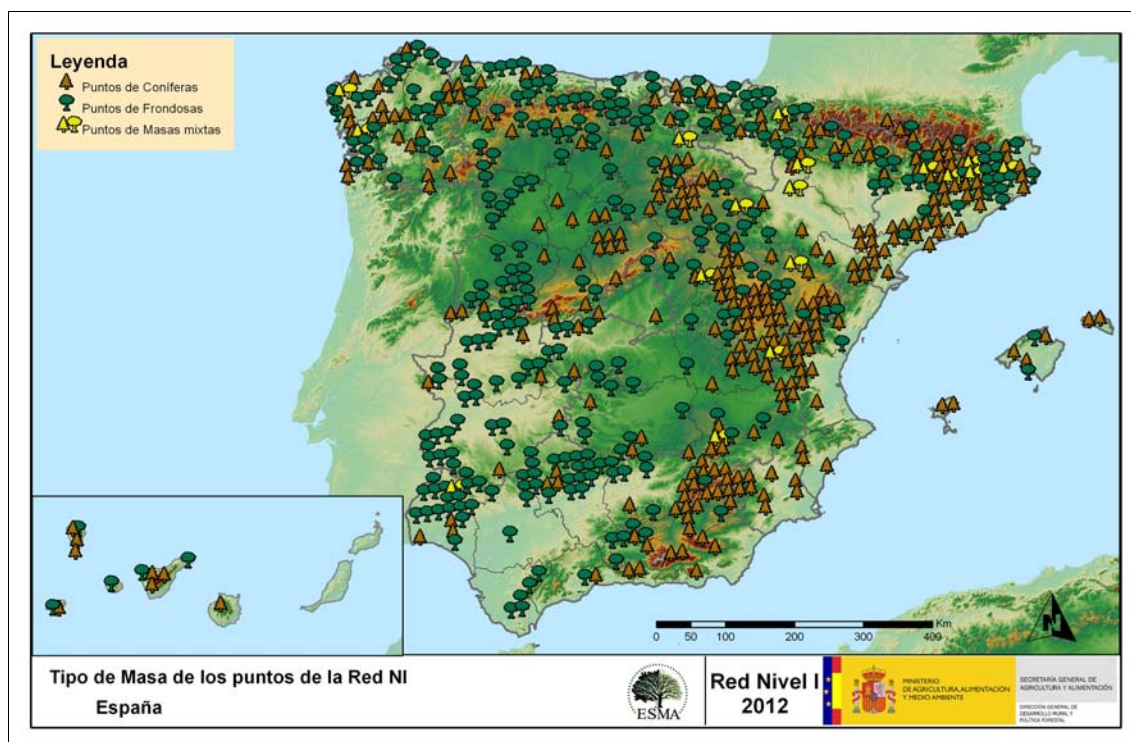 Leyenda
Puntos de Coníferas
Puntos de Frondosas
Puntos de Masas mixtas
Km
0 50 100 200 300 400
N
Tipo de Masa de los puntos de la Red NI
España
ESMA
Red Nivel I
2012
MINISTERIO
DE AGRICULTURA, ALIMENTACIÓN
Y MEDIO AMBIENTE
SECRETARÍA GENERAL DE
AGRICULTURA Y ALIMENTACIÓN
DIRECCIÓN GENERAL DE
DESARROLLO RURAL Y
POLÍTICA FORESTAL